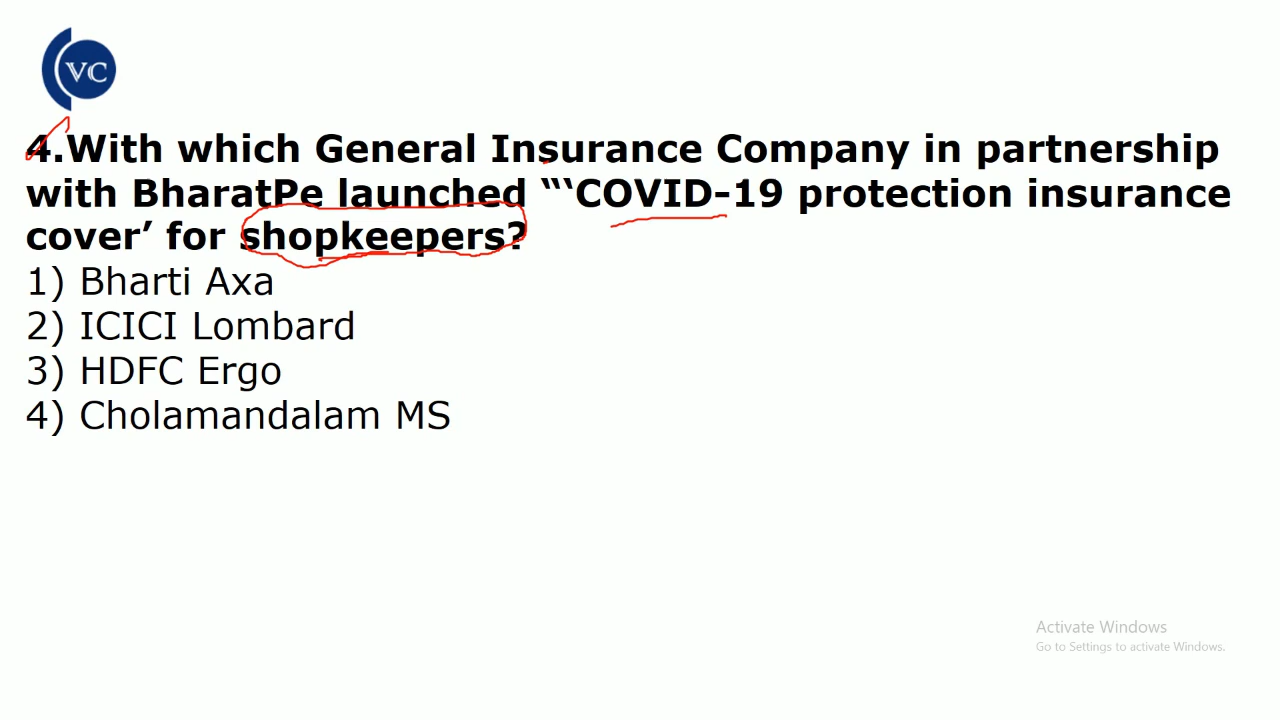 VC
4.With which General Insurance Company in partnership
with BharatPe launched “‘‘COVID-19 protection insurance
cover’ for shopkeepers?
1) Bharti Axa
2) ICICI Lombard
3) HDFC Ergo
4) Cholamandalam MS
Activate Windows
Go to Settings to activate Windows.